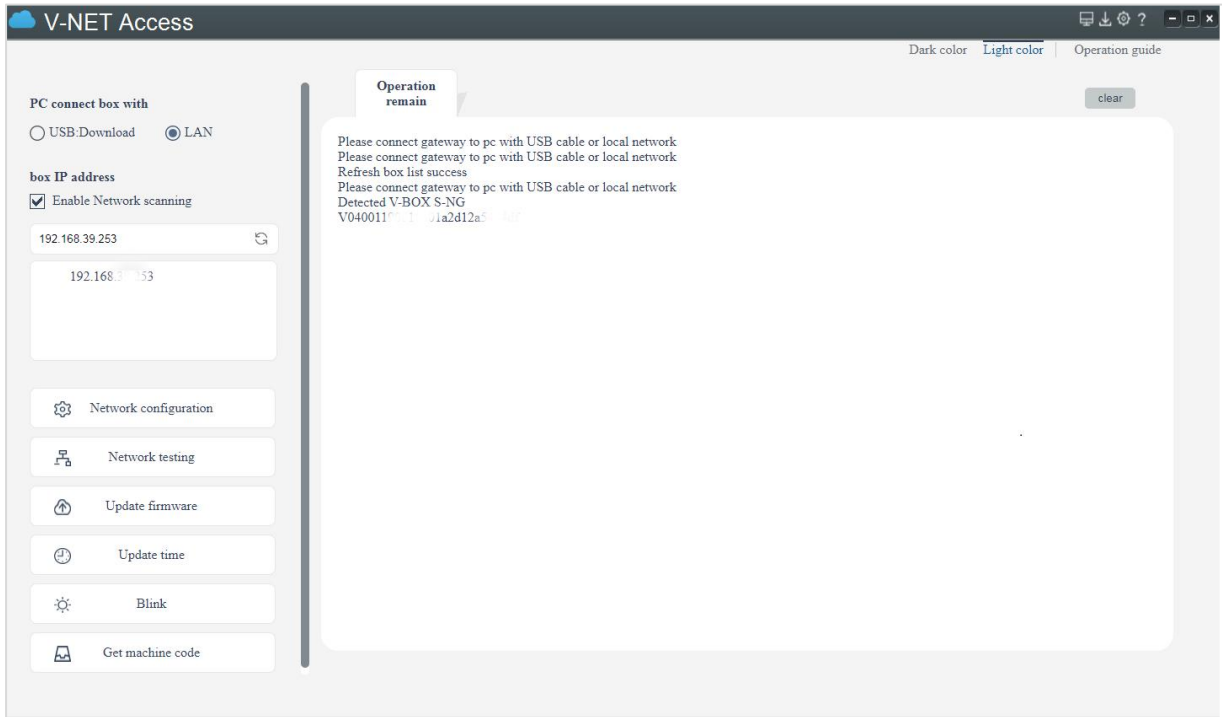 V-NET Access
?
Dark color Light color Operation guide
PC connect box with
USB:Download LAN
box IP address
Enable Network scanning
192.168.39.253
192.168. 53
Network configuration
Network testing
Update firmware
Update time
Blink
Get machine code
Operation
remain
clear
Please connect gateway to pc with USB cable or local network
Please connect gateway to pc with USB cable or local network
Refresh box list success
Please connect gateway to pc with USB cable or local network
Detected V-BOX S-NG